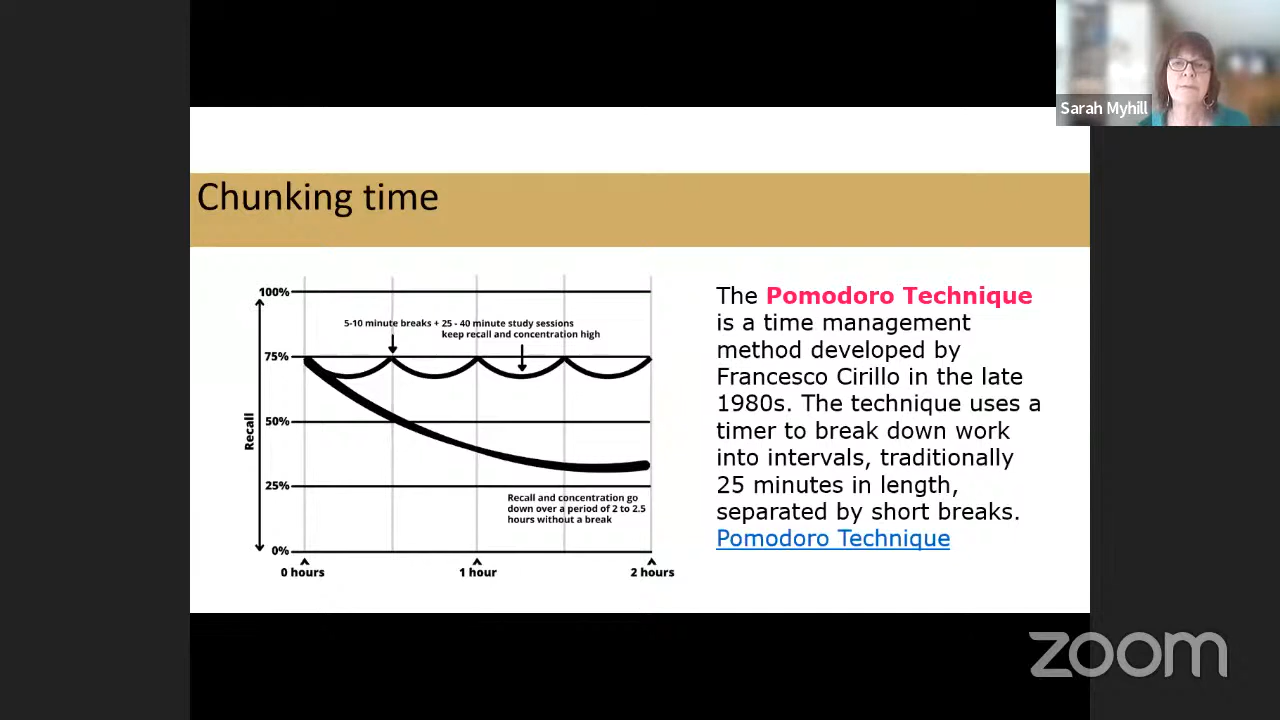 Sarah Myhill
Chunking time
100%
5-10 minute breaks + 25 - 40 minute study sessions
keep recall and concentration high
75%
50%
Recall
25%
Recall and concentration go
down over a period of 2 to 2.5
hours without a break
0%
0 hours
1 hour
2 hours
The Pomodoro Technique
is a time management
method developed by
Francesco Cirillo in the late
1980s. The technique uses a
timer to break down work
into intervals, traditionally
25 minutes in length,
separated by short breaks.
Pomodoro Technique
zoom